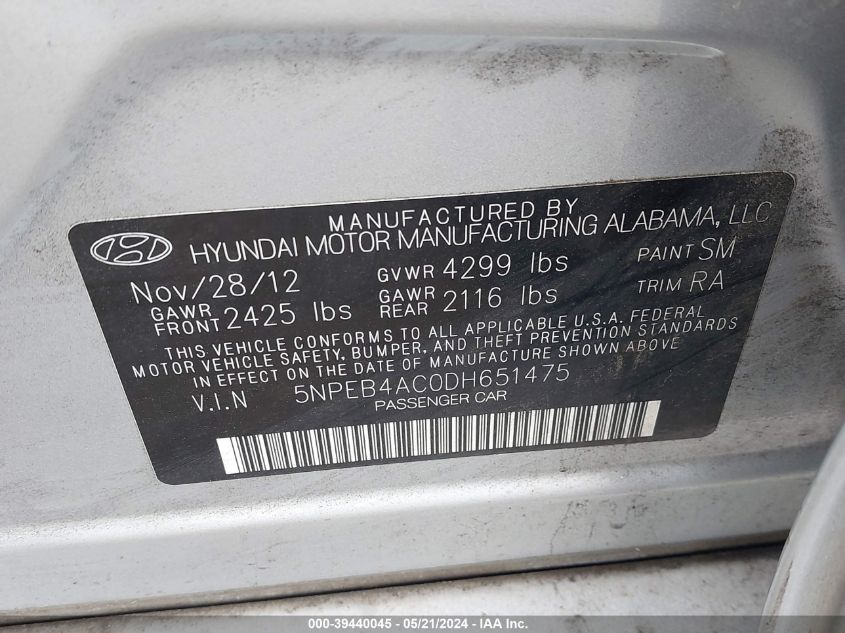 MANUFACTURED BY
HYUNDAI MOTOR MANUFACTURING ALABAMA, LLC
Nov/28/12 GVWR 4299 lbs PAINT SM
GAWR FRONT 2425 lbs GAWR REAR 2116 lbs TRIM RA
THIS VEHICLE CONFORMS TO ALL APPLICABLE U.S.A. FEDERAL
MOTOR VEHICLE SAFETY, BUMPER, AND THEFT PREVENTION STANDARDS
IN EFFECT ON THE DATE OF MANUFACTURE SHOWN ABOVE
V.I.N 5NPEB4AC0DH651475
PASSENGER CAR
000-39440045 - 05/21/2024 - IAA, Inc.